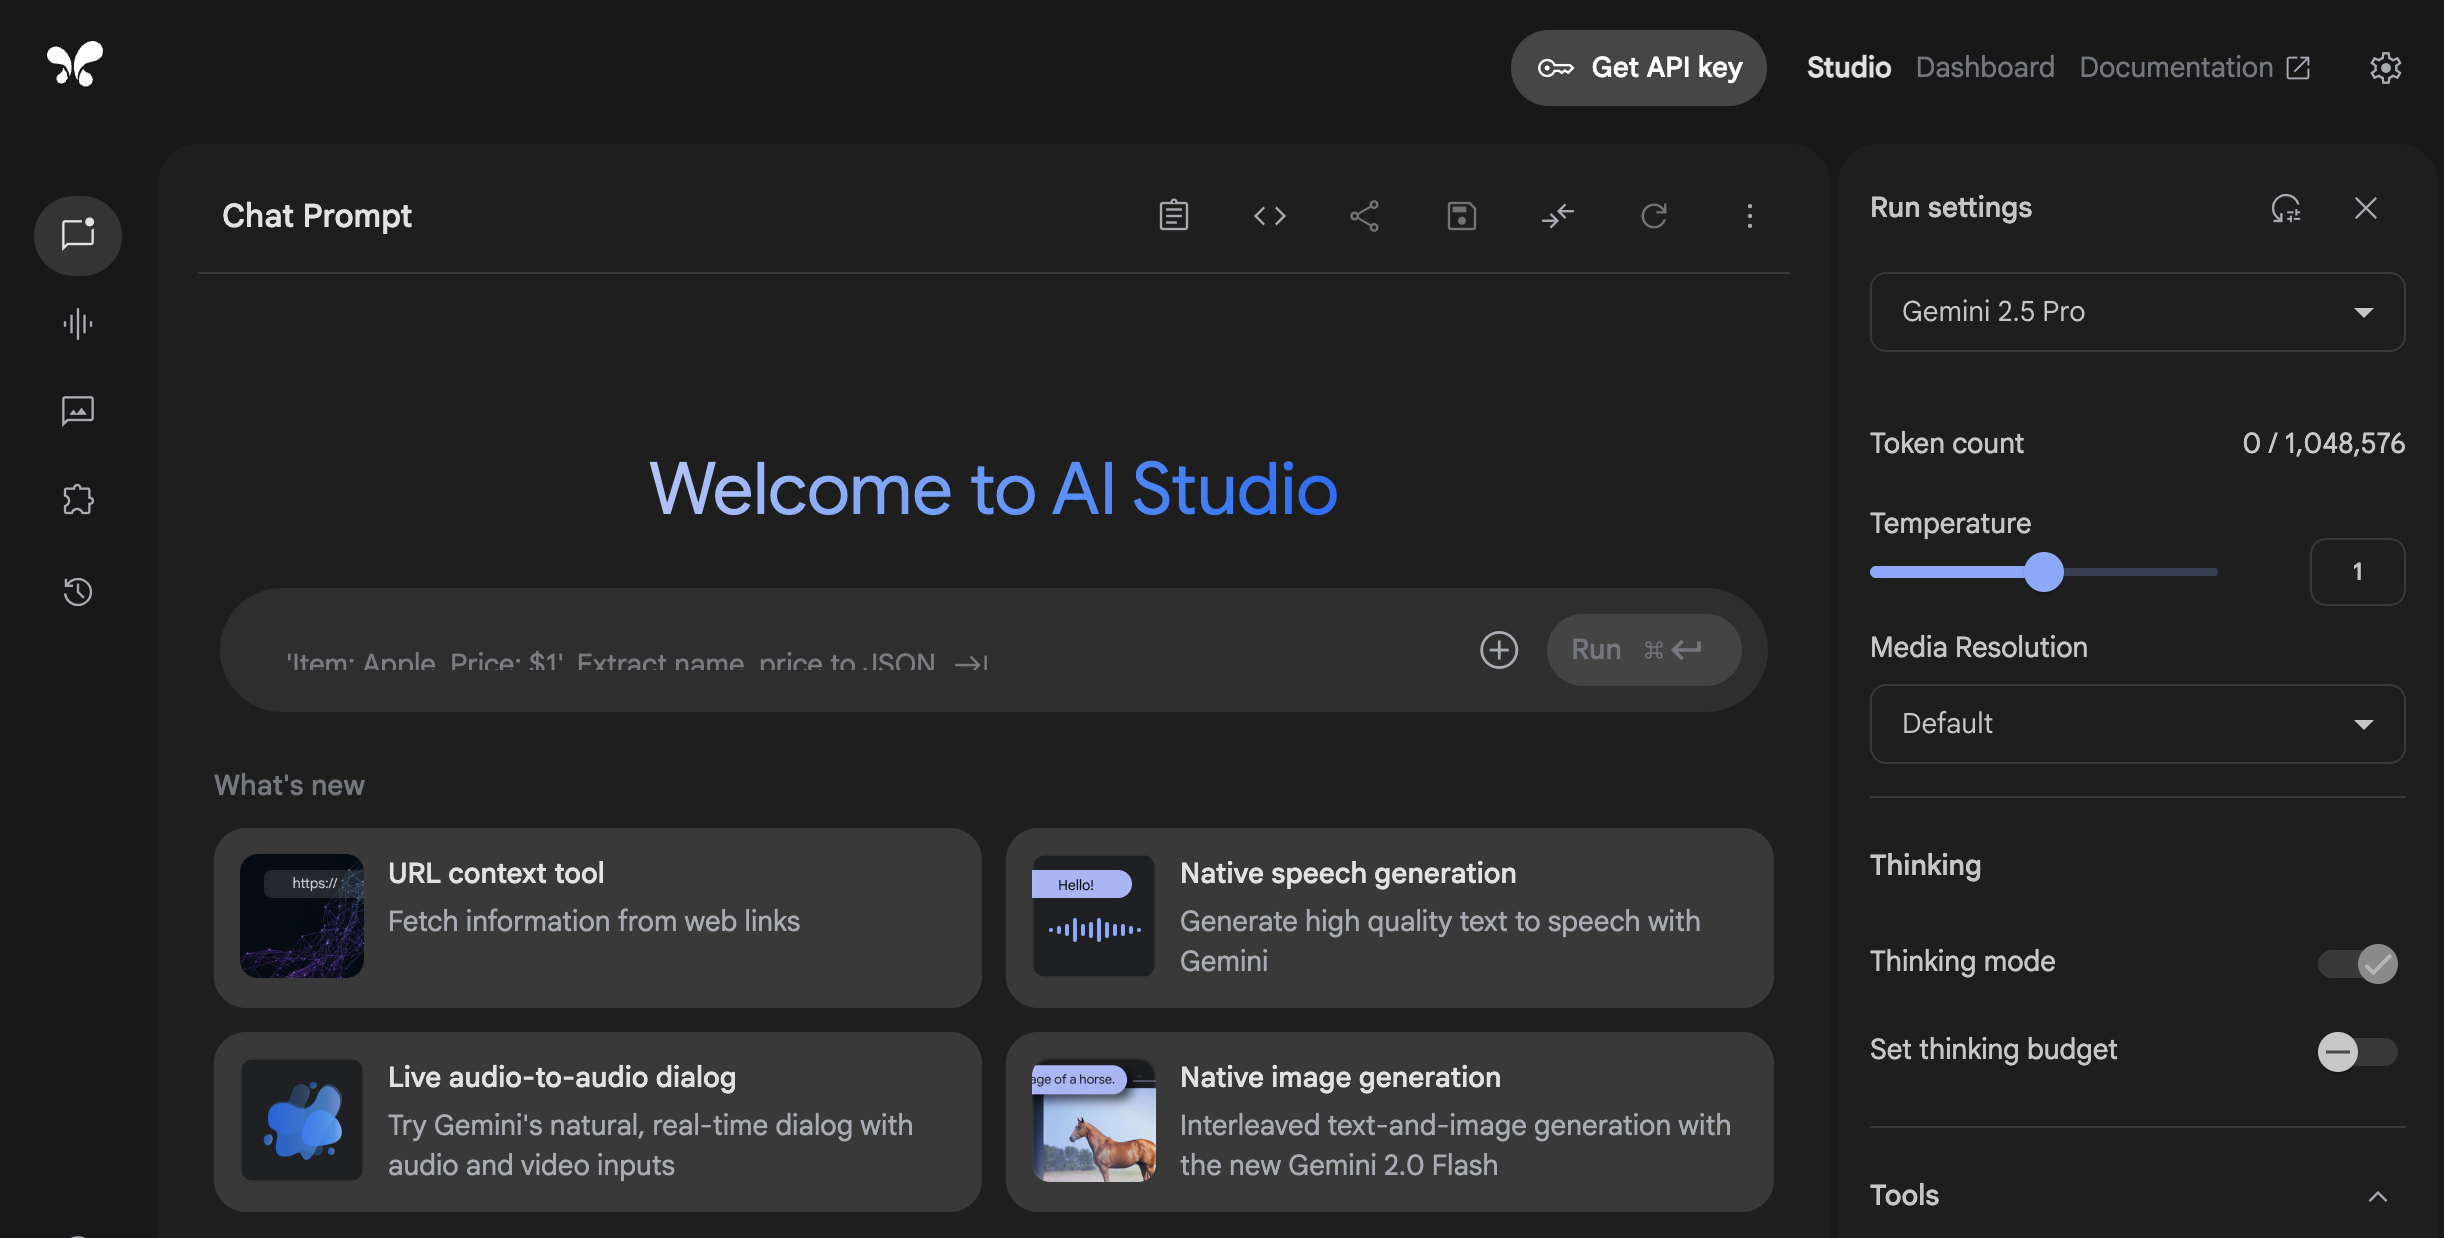 Get API key
Studio
Dashboard
Documentation
Chat Prompt
Welcome to AI Studio
'Item: Apple, Price: $1'. Extract name, price to JSON
Run ⌘
What's new
https://
URL context tool
Fetch information from web links
Hello!
Native speech generation
Generate high quality text to speech with
Gemini
Live audio-to-audio dialog
Try Gemini's natural, real-time dialog with
audio and video inputs
age of a horse.
Native image generation
Interleaved text-and-image generation with
the new Gemini 2.0 Flash
Run settings
Gemini 2.5 Pro
Token count
0 / 1,048,576
Temperature
1
Media Resolution
Default
Thinking
Thinking mode
Set thinking budget
Tools